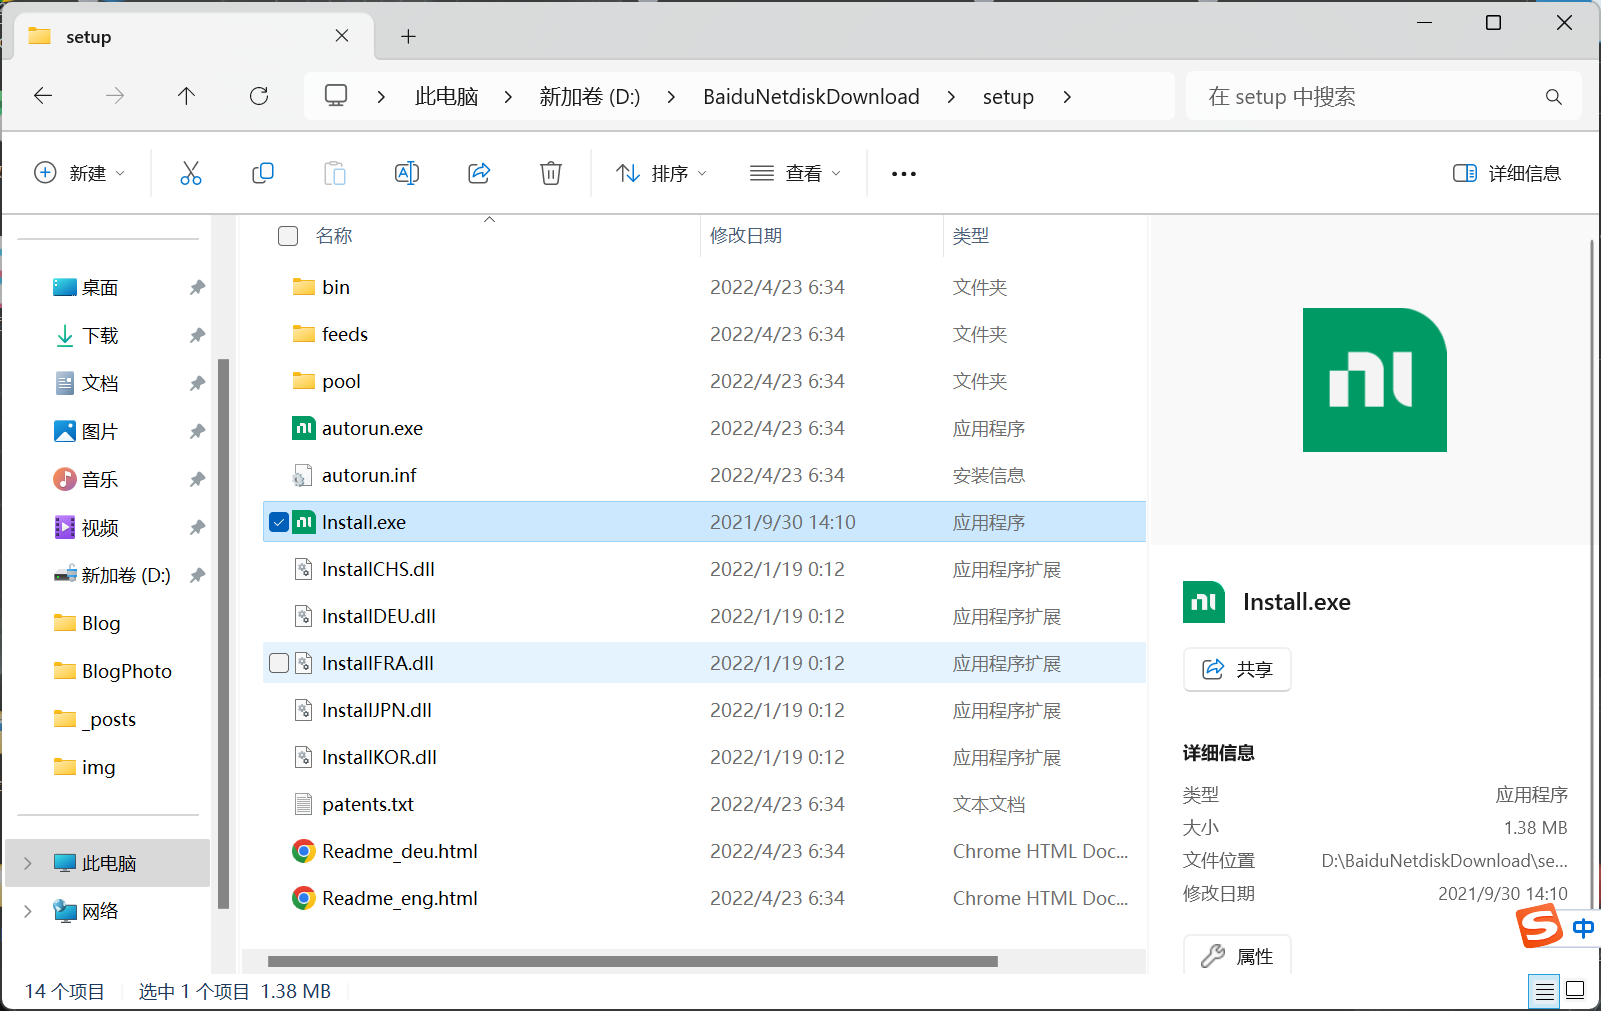 setup
此电脑 新加卷 (D:) BaiduNetdiskDownload setup 在 setup 中搜索
新建 排序 查看 详细信息
名称 修改日期 类型
桌面
下载
文档
图片
音乐
视频
新加卷 (D:)
Blog
BlogPhoto
_posts
img
此电脑
网络
bin 2022/4/23 6:34 文件夹
feeds 2022/4/23 6:34 文件夹
pool 2022/4/23 6:34 文件夹
autorun.exe 2022/4/23 6:34 应用程序
autorun.inf 2022/4/23 6:34 安装信息
Install.exe 2021/9/30 14:10 应用程序
InstallCHS.dll 2022/1/19 0:12 应用程序扩展
InstallDEU.dll 2022/1/19 0:12 应用程序扩展
InstallFRA.dll 2022/1/19 0:12 应用程序扩展
InstallJPN.dll 2022/1/19 0:12 应用程序扩展
InstallKOR.dll 2022/1/19 0:12 应用程序扩展
patents.txt 2022/4/23 6:34 文本文档
Readme_deu.html 2022/4/23 6:34 Chrome HTML Doc...
Readme_eng.html 2022/4/23 6:34 Chrome HTML Doc...
Install.exe
共享
详细信息
类型 应用程序
大小 1.38 MB
文件位置 D:\BaiduNetdiskDownload\se...
修改日期 2021/9/30 14:10
中
属性
14 个项目 选中 1 个项目 1.38 MB